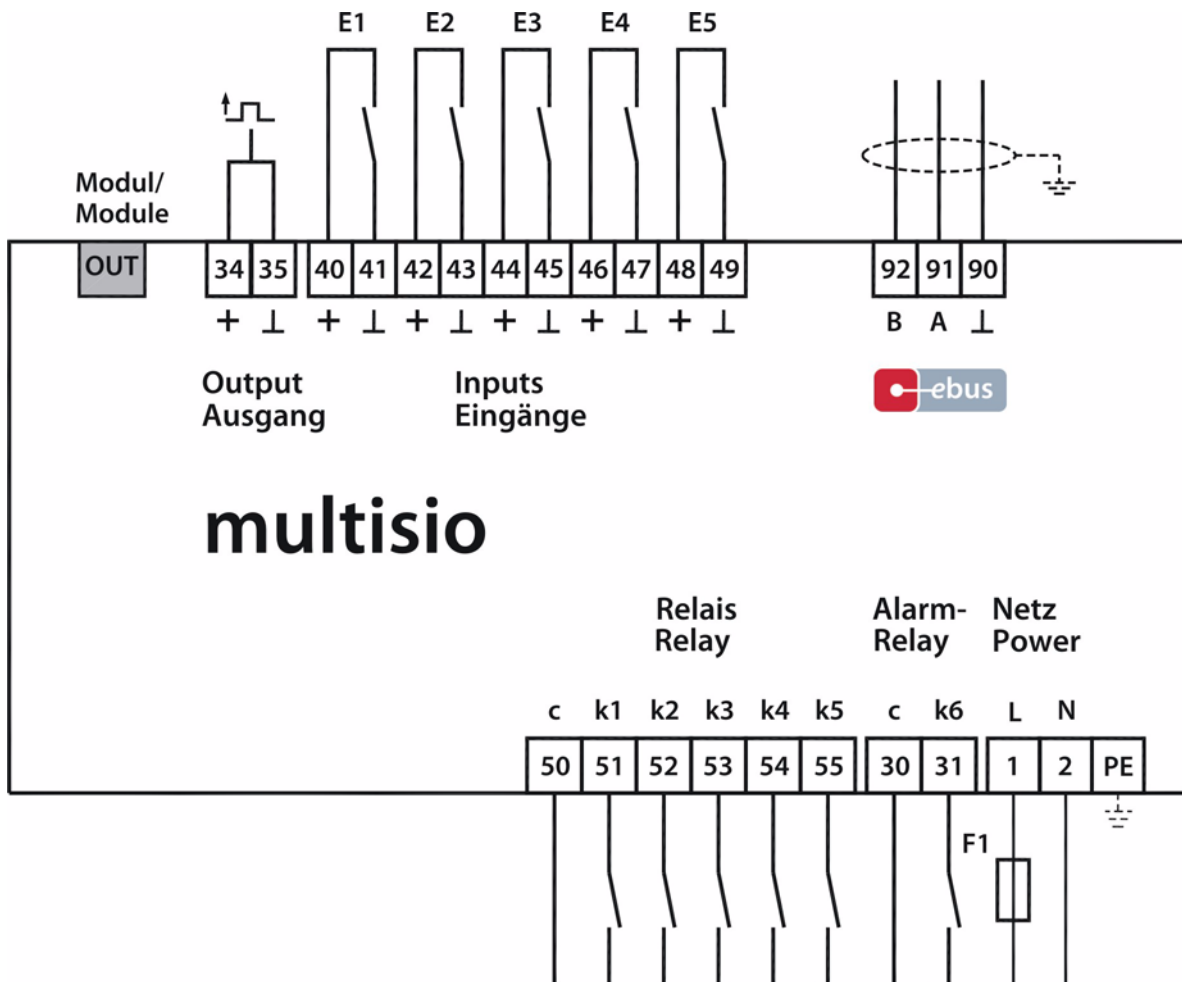 E1 E2 E3 E4 E5
Modul/
Module
OUT 34 35 40 41 42 43 44 45 46 47 48 49 92 91 90
+ ⊥ + ⊥ + ⊥ + ⊥ + ⊥ + ⊥ B A ⊥
Output
Ausgang
Inputs
Eingänge
ebus
multisio
Relais
Relay
Alarm-
Relay
Netz
Power
c k1 k2 k3 k4 k5 c k6 L N
50 51 52 53 54 55 30 31 1 2 PE
F1